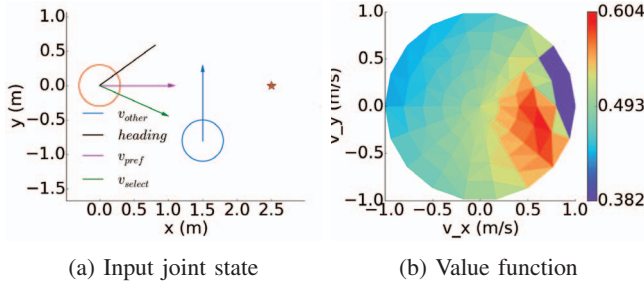 1.0
0.5
0.0
−0.5
−1.0
−1.5
y (m)
v_other
heading
v_pref
v_select
0.0 0.5 1.0 1.5 2.0 2.5 3.0
x (m)
(a) Input joint state
1.0
0.5
0.0
−0.5
−1.0
v_y (m/s)
−1.0 −0.5 0.0 0.5 1.0
v_x (m/s)
0.604
0.493
0.382
(b) Value function